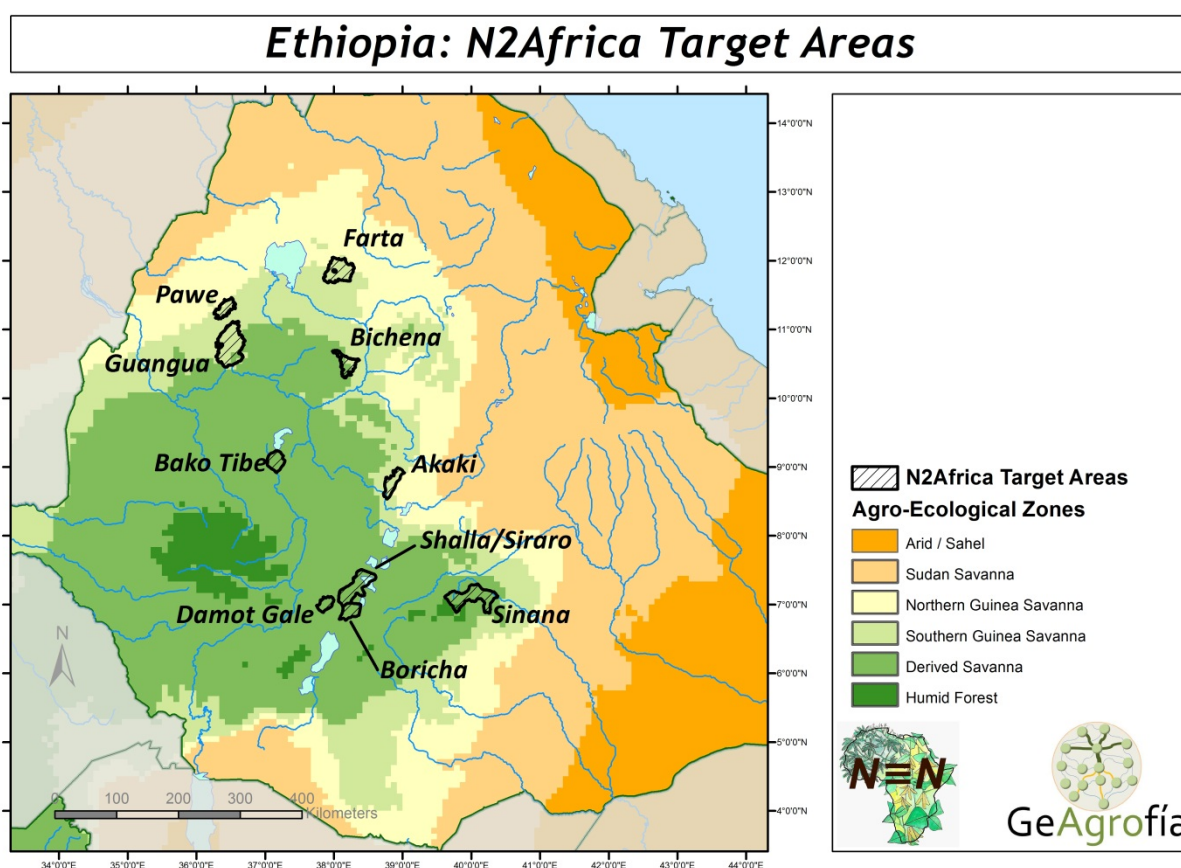 Ethiopia: N2Africa Target Areas
14°0'0"N
13°0'0"N
12°0'0"N
11°0'0"N
10°0'0"N
9°0'0"N
8°0'0"N
7°0'0"N
6°0'0"N
5°0'0"N
4°0'0"N
Farta
Pawe
Bichena
Guangua
Bako Tibe
Akaki
Shalla/Siraro
Damot Gale
Sinana
Boricha
N
0 100 200 300 400
Kilometers
34°0'0"E 35°0'0"E 36°0'0"E 37°0'0"E 38°0'0"E 39°0'0"E 40°0'0"E 41°0'0"E 42°0'0"E 43°0'0"E 44°0'0"E
N2Africa Target Areas
Agro-Ecological Zones
Arid / Sahel
Sudan Savanna
Northern Guinea Savanna
Southern Guinea Savanna
Derived Savanna
Humid Forest
N≡N
GeAgrofía